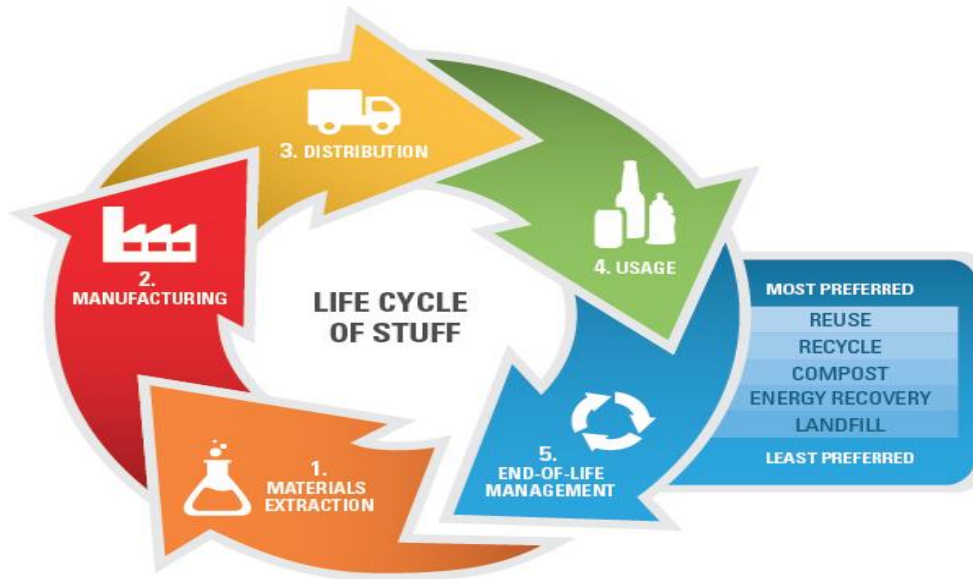 LIFE CYCLE
OF STUFF
1.
MATERIALS
EXTRACTION
2.
MANUFACTURING
3. DISTRIBUTION
4. USAGE
5.
END-OF-LIFE
MANAGEMENT
MOST PREFERRED
REUSE
RECYCLE
COMPOST
ENERGY RECOVERY
LANDFILL
LEAST PREFERRED